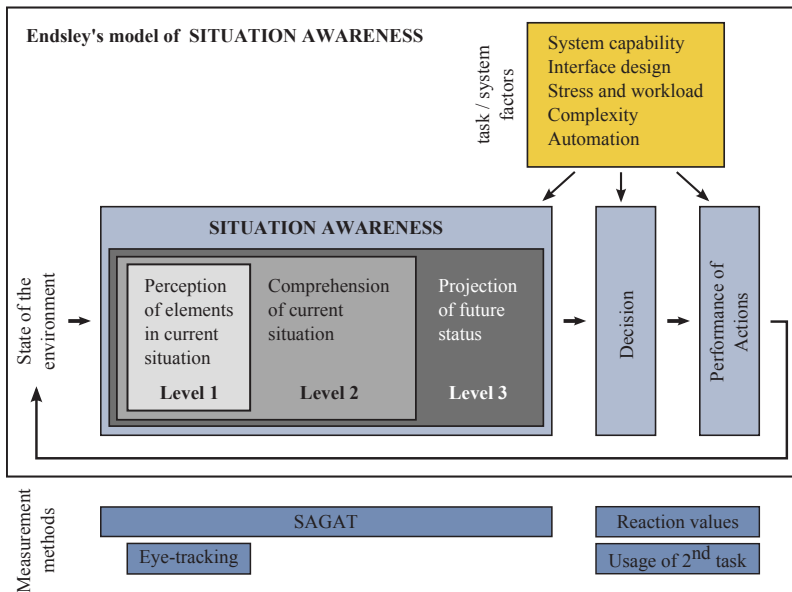 Endsley's model of SITUATION AWARENESS
task / system
factors
System capability
Interface design
Stress and workload
Complexity
Automation
State of the
environment
SITUATION AWARENESS
Perception
of elements
in current
situation
Level 1
Comprehension
of current
situation
Level 2
Projection
of future
status
Level 3
Decision
Performance of
Actions
Measurement
methods
SAGAT
Eye-tracking
Reaction values
Usage of 2nd task